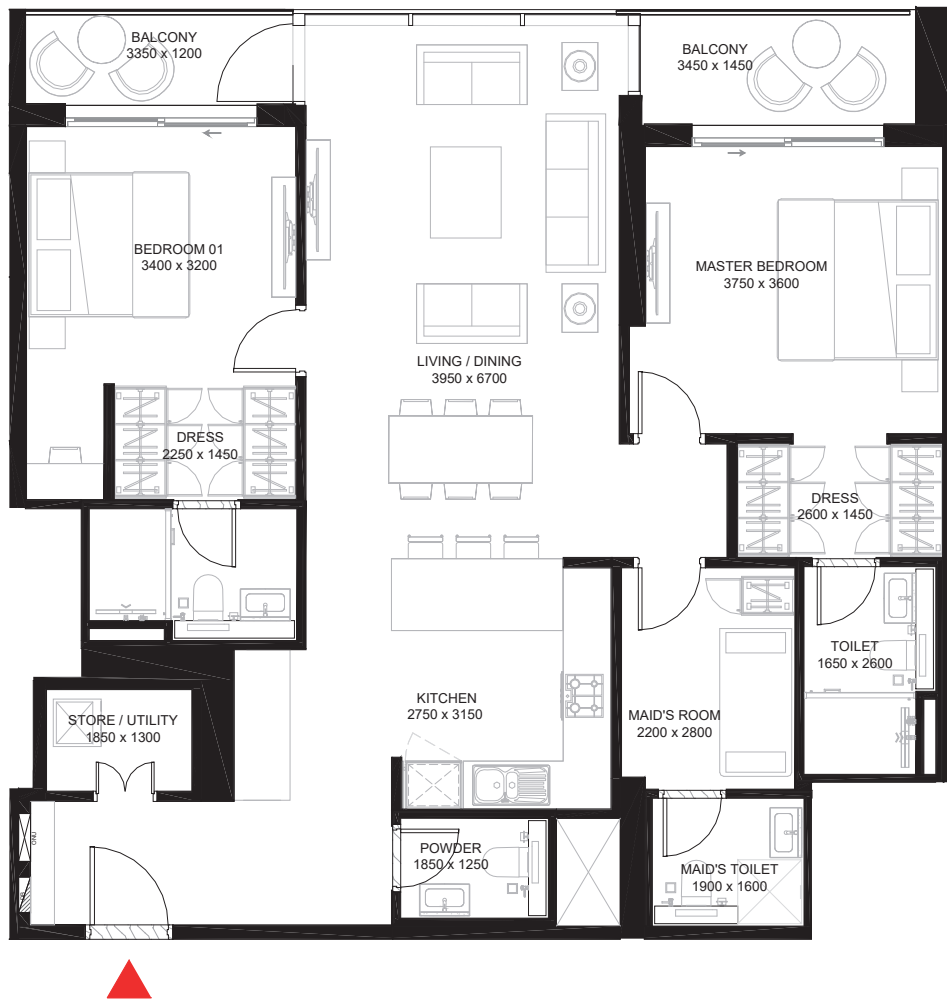 BALCONY
3350 x 1200
BALCONY
3450 x 1450
BEDROOM 01
3400 x 3200
MASTER BEDROOM
3750 x 3600
LIVING / DINING
3950 x 6700
DRESS
2250 x 1450
DRESS
2600 x 1450
TOILET
1650 x 2600
KITCHEN
2750 x 3150
MAID'S ROOM
2200 x 2800
STORE / UTILITY
1850 x 1300
POWDER
1850 x 1250
MAID'S TOILET
1900 x 1600